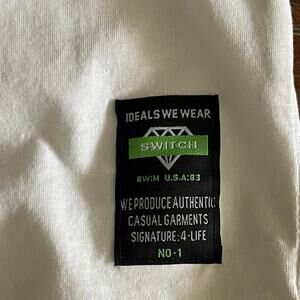 IDEALS WE WEAR
SWITCH
SW:M U.S.A:83
WE PRODUCE AUTHENTIC
CASUAL GARMENTS
SIGNATURE:4-LIFE
NO-1